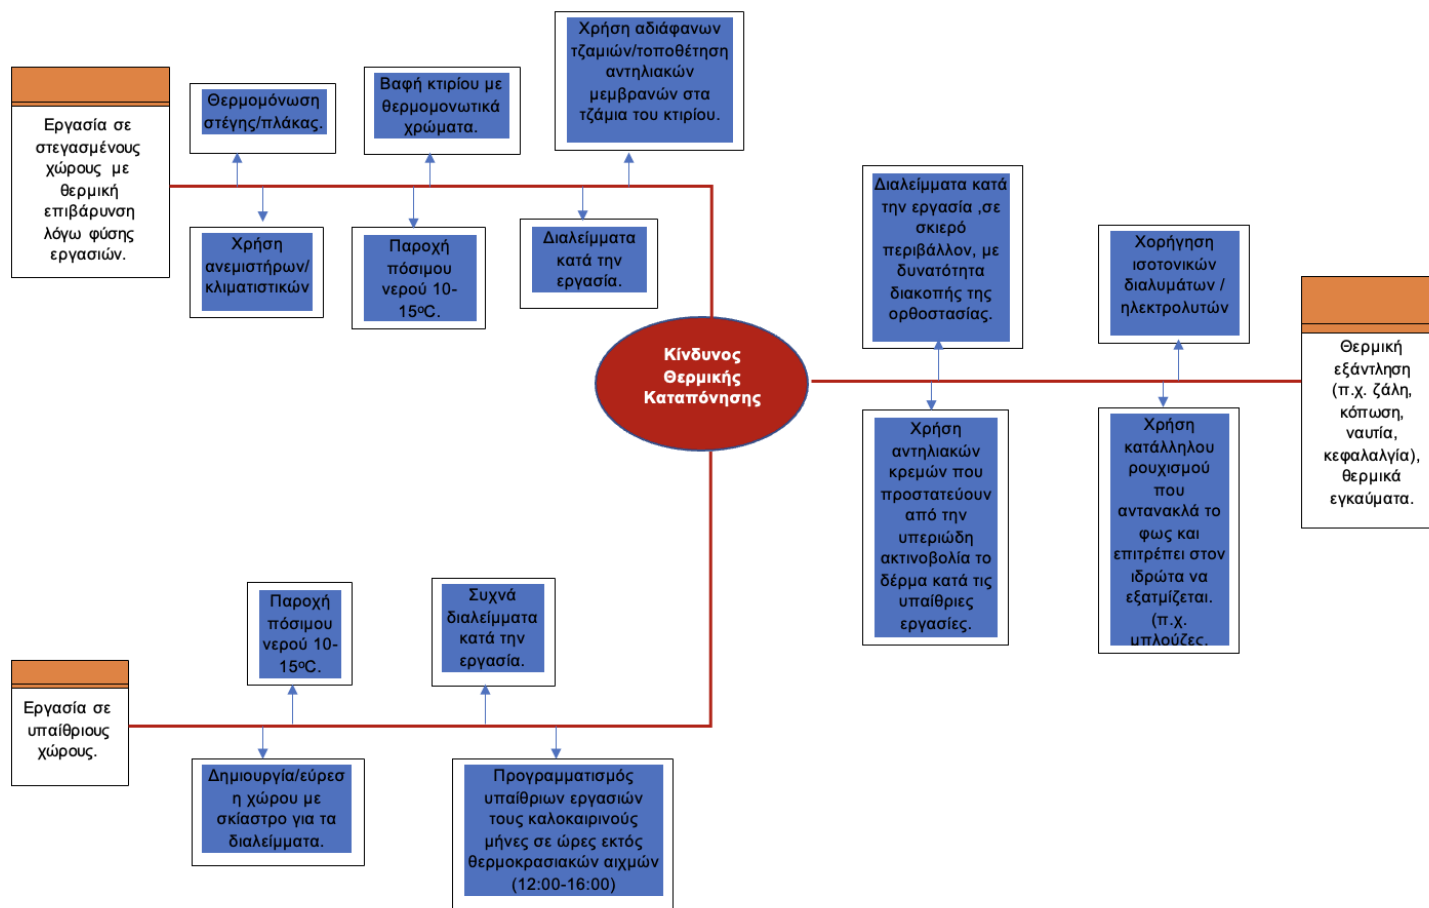 Εργασία σε
στεγασμένους
χώρους με
θερμική
επιβάρυνση
λόγω φύσης
εργασιών.
Θερμομόνωση
στέγης/πλάκας.
Βαφή κτιρίου με
θερμομονωτικά
χρώματα.
Χρήση αδιάφανων
τζαμιών/τοποθέτηση
αντηλιακών
μεμβρανών στα
τζάμια του κτιρίου.
Χρήση
ανεμιστήρων/
κλιματιστικών
Παροχή
πόσιμου
νερού 10-
15ºC.
Διαλείμματα
κατά την
εργασία.
Κίνδυνος
Θερμικής
Καταπόνησης
Διαλείμματα κατά
την εργασία ,σε
σκιερό
περιβάλλον, με
δυνατότητα
διακοπής της
ορθοστασίας.
Χορήγηση
ισοτονικών
διαλυμάτων /
ηλεκτρολυτών
Χρήση
αντηλιακών
κρεμών που
προστατεύουν
από την
υπεριώδη
ακτινοβολία το
δέρμα κατά τις
υπαίθριες
εργασίες.
Χρήση
κατάλληλου
ρουχισμού
που
αντανακλά το
φως και
επιτρέπει στον
ιδρώτα να
εξατμίζεται.
(π.χ.
μπλούζες.
Θερμική
εξάντληση
(π.χ. ζάλη,
κόπωση,
ναυτία,
κεφαλαλγία),
θερμικά
εγκαύματα.
Εργασία σε
υπαίθριους
χώρους.
Παροχή
πόσιμου
νερού 10-
15ºC.
Συχνά
διαλείμματα
κατά την
εργασία.
Δημιουργία/εύρεσ
η χώρου με
σκίαστρο για τα
διαλείμματα.
Προγραμματισμός
υπαίθριων εργασιών
τους καλοκαιρινούς
μήνες σε ώρες εκτός
θερμοκρασιακών αιχμών
(12:00-16:00)